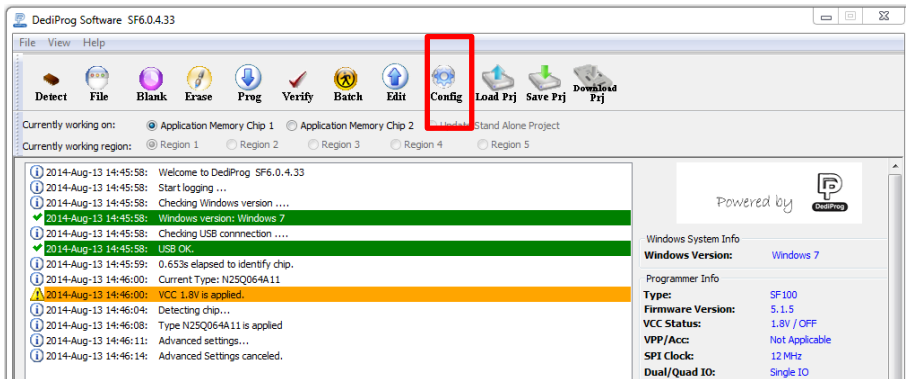 DediProg Software SF6.0.4.33
File View Help
Detect File Blank Erase Prog Verify Batch Edit Config Load Prj Save Prj Download Prj
Currently working on: Application Memory Chip 1 Application Memory Chip 2 Update Stand Alone Project
Currently working region: Region 1 Region 2 Region 3 Region 4 Region 5
2014-Aug-13 14:45:58: Welcome to DediProg SF6.0.4.33
2014-Aug-13 14:45:58: Start logging ...
2014-Aug-13 14:45:58: Checking Windows version ....
2014-Aug-13 14:45:58: Windows version: Windows 7
2014-Aug-13 14:45:58: Checking USB connnection ....
2014-Aug-13 14:45:58: USB OK.
2014-Aug-13 14:45:59: 0.653s elapsed to identify chip.
2014-Aug-13 14:46:00: Current Type: N25Q064A11
2014-Aug-13 14:46:00: VCC 1.8V is applied.
2014-Aug-13 14:46:04: Detecting chip...
2014-Aug-13 14:46:08: Type N25Q064A11 is applied
2014-Aug-13 14:46:11: Advanced settings...
2014-Aug-13 14:46:14: Advanced Settings canceled.
Powered by DediProg
Windows System Info
Windows Version: Windows 7
Programmer Info
Type: SF100
Firmware Version: 5.1.5
VCC Status: 1.8V / OFF
VPP/Acc: Not Applicable
SPI Clock: 12 MHz
Dual/Quad IO: Single IO